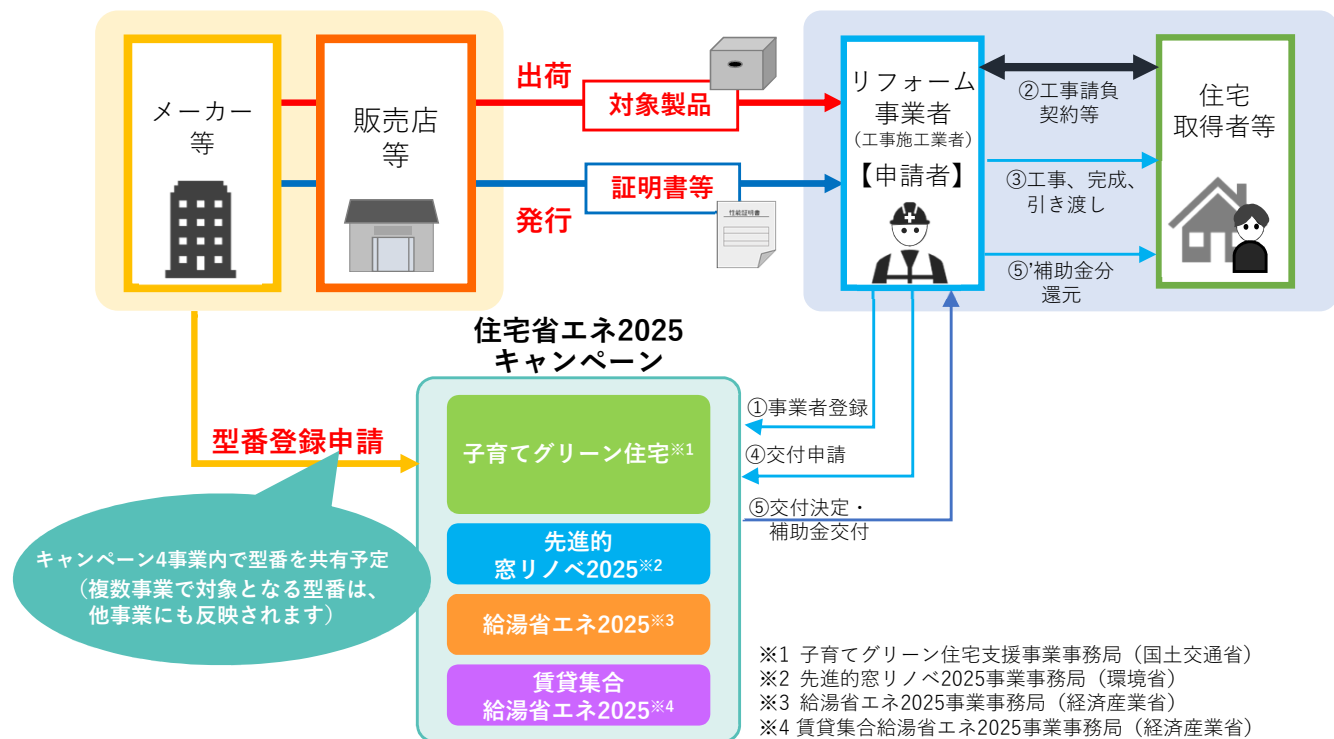 メーカー
等
販売店
等
出荷
対象製品
発行
証明書等
性能証明書
リフォーム
事業者
(工事施工業者)
【申請者】
②工事請負
契約等
③工事、完成、
引き渡し
⑤'補助金分
還元
住宅
取得者等
住宅省エネ2025
キャンペーン
型番登録申請
キャンペーン4事業内で型番を共有予定
(複数事業で対象となる型番は、
他事業にも反映されます)
子育てグリーン住宅※1
先進的
窓リノベ2025※2
給湯省エネ2025※3
賃貸集合
給湯省エネ2025※4
①事業者登録
④交付申請
⑤交付決定・
補助金交付
※1 子育てグリーン住宅支援事業事務局（国土交通省）
※2 先進的窓リノベ2025事業事務局（環境省）
※3 給湯省エネ2025事業事務局（経済産業省）
※4 賃貸集合給湯省エネ2025事業事務局（経済産業省）